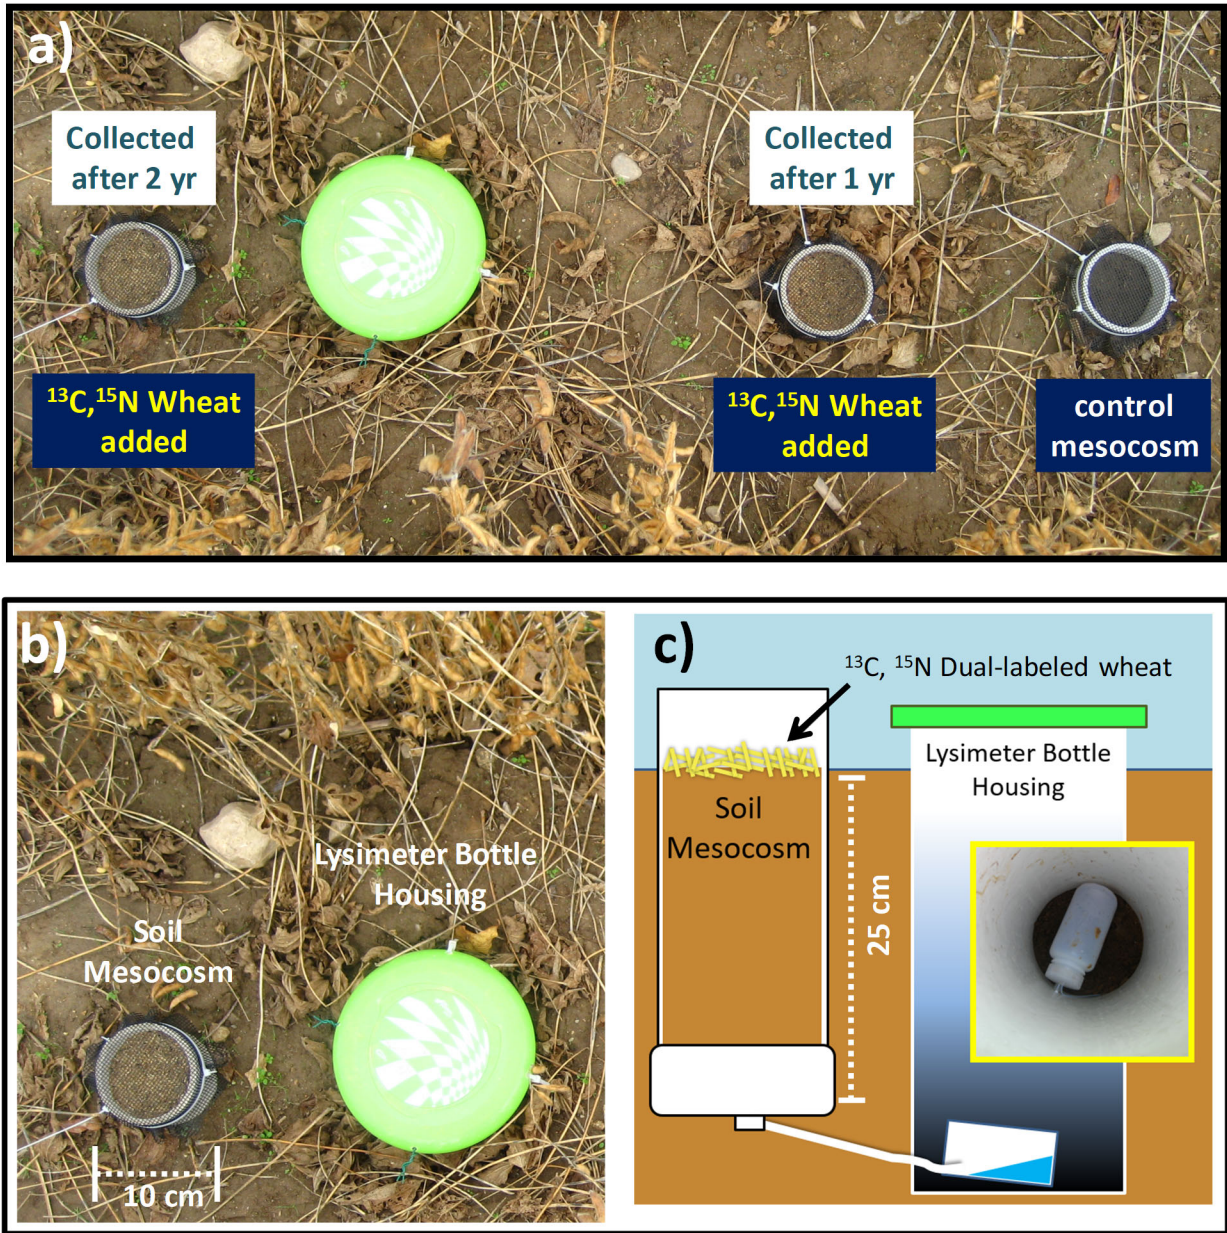 a)
Collected
after 2 yr
Collected
after 1 yr
¹³C,¹⁵N Wheat
added
¹³C,¹⁵N Wheat
added
control
mesocosm
b)
Lysimeter Bottle
Housing
Soil
Mesocosm
10 cm
c)
¹³C, ¹⁵N Dual-labeled wheat
Lysimeter Bottle
Housing
Soil
Mesocosm
25 cm